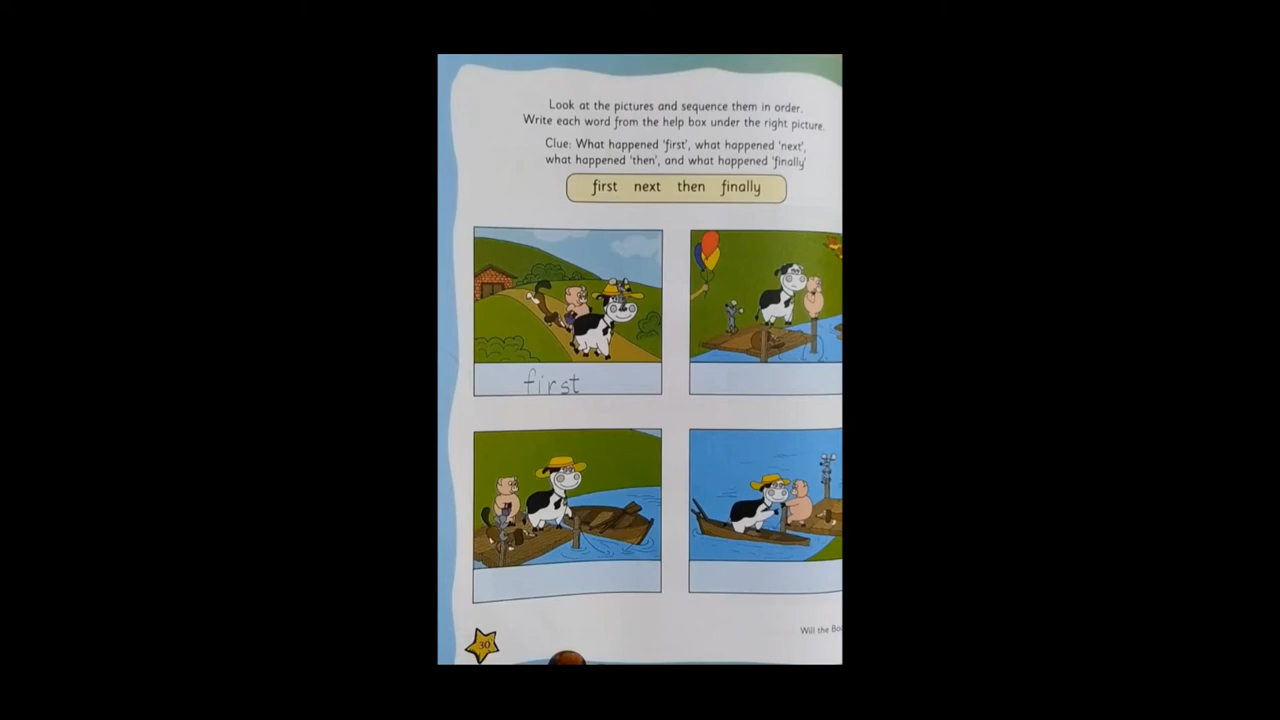 Look at the pictures and sequence them in order.
Write each word from the help box under the right picture.
Clue: What happened 'first', what happened 'next',
what happened 'then', and what happened 'finally'
first next then finally
first
30
Will the